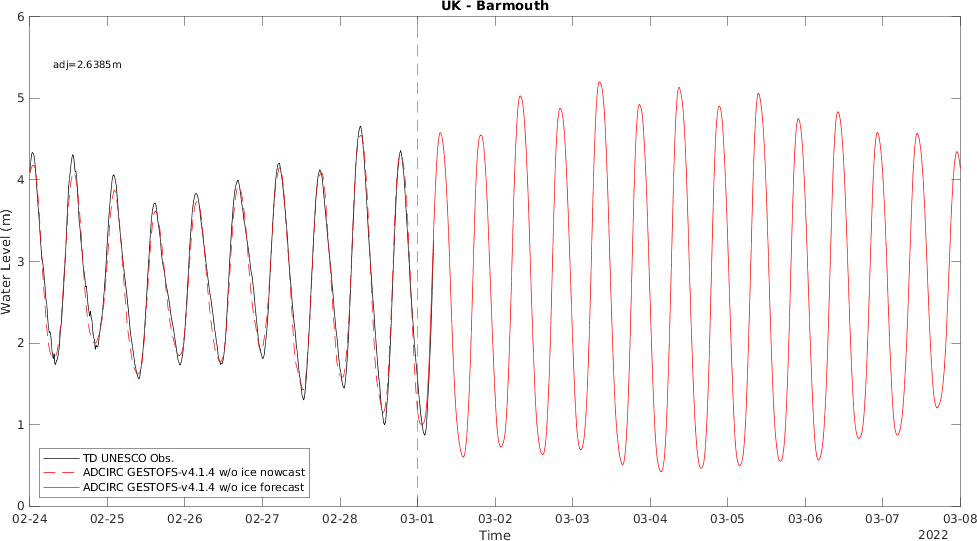 UK - Barmouth
6
adj=2.6385m
5
4
3
2
1
0
Water Level (m)
TD UNESCO Obs.
ADCIRC GESTOFS-v4.1.4 w/o ice nowcast
ADCIRC GESTOFS-v4.1.4 w/o ice forecast
02-24 02-25 02-26 02-27 02-28 03-01 03-02 03-03 03-04 03-05 03-06 03-07 03-08
Time
2022